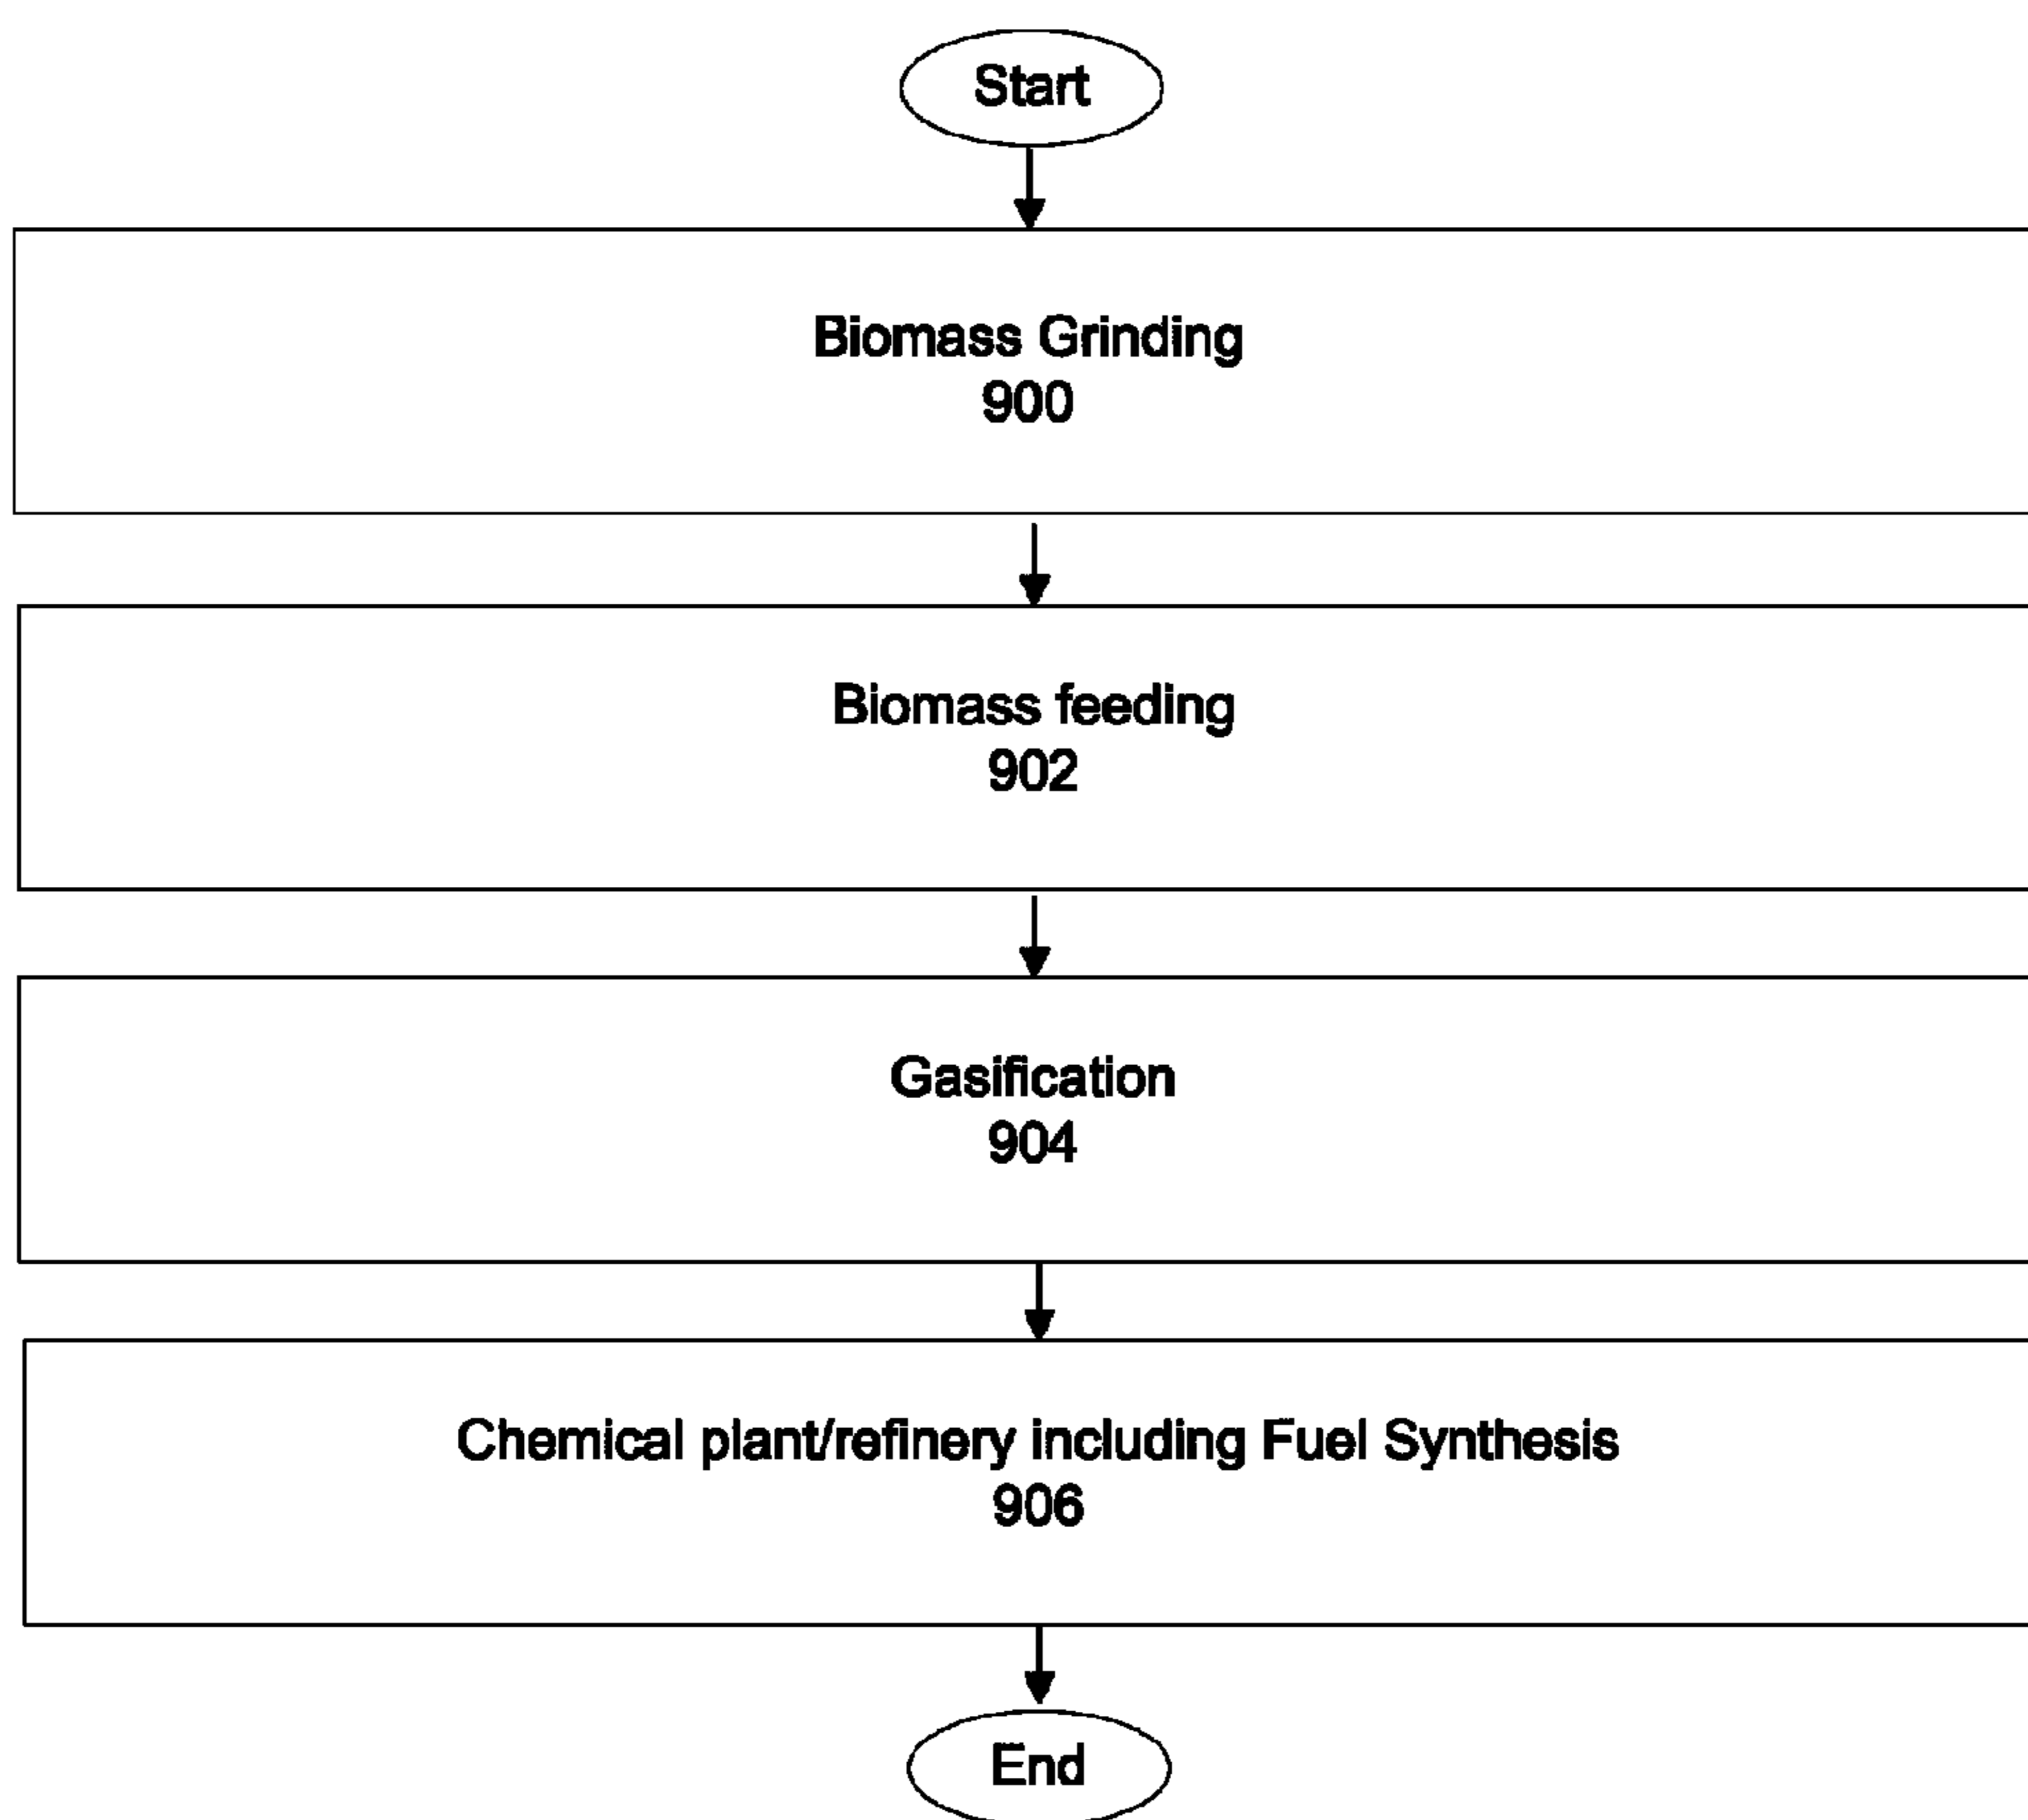 Start
Biomass Grinding
900
Biomass feeding
902
Gasification
904
Chemical plant/refinery including Fuel Synthesis
906
End